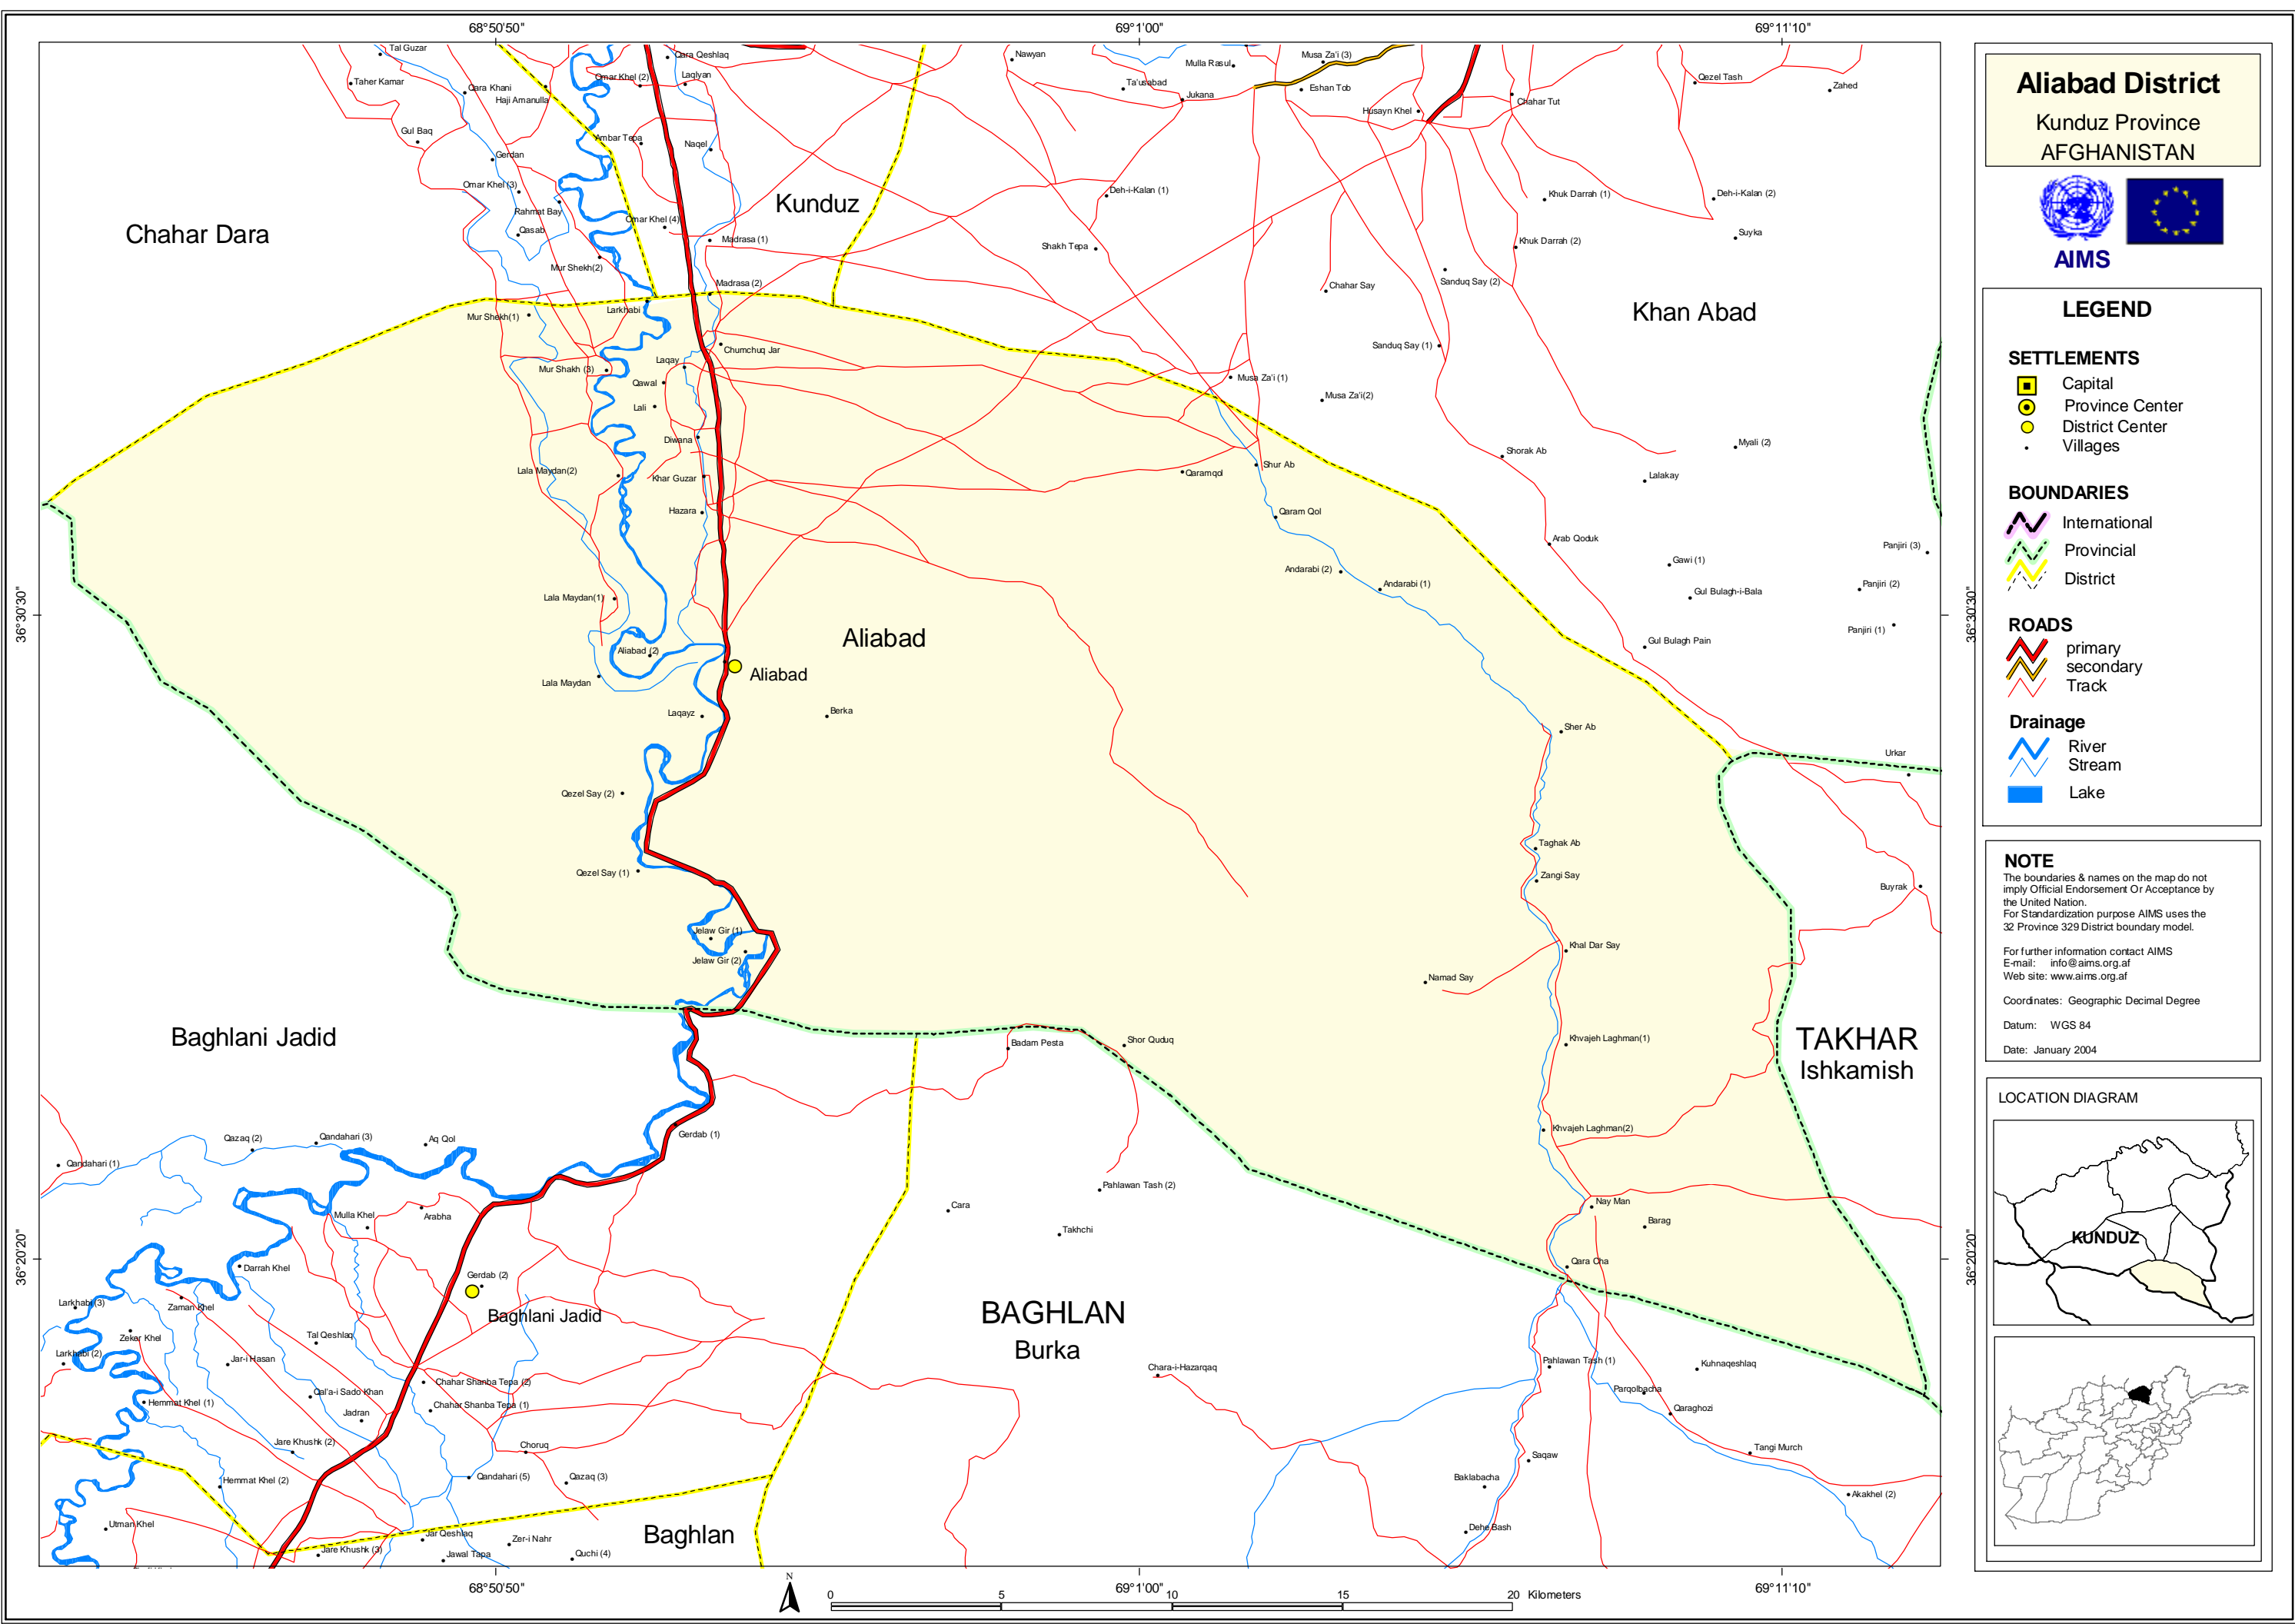 68°50'50"
69°1'00"
69°11'10"
Tal Guzar
Taher Kamar
Qara Khani
Haji Amanulla
Omar Khel (2)
Qara Qeshlaq
Laqlyan
Nawyan
Mulla Rasul
Musa Za'i (3)
Ta'usabad
Jukana
Eshan Tob
Husayn Khel
Chahar Tut
Qezel Tash
Zahed
Gul Baq
Ambar Tepa
Naqel
Gerdan
Omar Khel (3)
Rahmat Bay
Qasab
Omar Khel (4)
Kunduz
Deh-i-Kalan (1)
Khuk Darrah (1)
Deh-i-Kalan (2)
Chahar Dara
Madrasa (1)
Shakh Tepa
Khuk Darrah (2)
Suyka
Mur Shekh(2)
Madrasa (2)
Chahar Say
Sanduq Say (2)
Khan Abad
Larkhabi
Mur Shekh(1)
Chumchuq Jar
Sanduq Say (1)
Laqay
Mur Shakh (3)
Qawal
Musa Za'i (1)
Lali
Musa Za'i(2)
Diwana
Myali (2)
Shorak Ab
Lala Maydan(2)
Khar Guzar
Qaramqol
Shur Ab
Lalakay
Hazara
Qaram Qol
Arab Qoduk
Panjiri (3)
Gawi (1)
Andarabi (2)
Andarabi (1)
Panjiri (2)
Gul Bulagh-i-Bala
Lala Maydan(1)
36°30'30"
36°30'30"
Panjiri (1)
Gul Bulagh Pain
Aliabad
Aliabad (2)
Aliabad
Lala Maydan
Laqayz
Berka
Sher Ab
Urkar
Qezel Say (2)
Taghak Ab
Qezel Say (1)
Zangi Say
Buyrak
Jelaw Gir (1)
Jelaw Gir (2)
Khal Dar Say
Namad Say
Baghlani Jadid
Badam Pesta
Shor Quduq
Khvajeh Laghman(1)
TAKHAR
Ishkamish
Gerdab (1)
Khvajeh Laghman(2)
Qazaq (2)
Qandahari (3)
Aq Qol
Qandahari (1)
Pahlawan Tash (2)
Cara
Nay Man
Mulla Khel
Arabha
Takhchi
Barag
36°20'20"
36°20'20"
Darrah Khel
Qara Cha
Gerdab (2)
Larkhabi (3)
Zaman Khel
Baghlani Jadid
BAGHLAN
Burka
Zeker Khel
Tal Qeshlaq
Larkhabi (2)
Jar-i Hasan
Chara-i-Hazarqaq
Pahlawan Tash (1)
Kuhnaqeshlaq
Chahar Shanba Tepa (2)
Qal'a-i Sado Khan
Parqolbacha
Hemmat Khel (1)
Chahar Shanba Tepa (1)
Jadran
Qaraghozi
Jare Khushk (2)
Choruq
Tangi Murch
Saqaw
Hemmat Khel (2)
Qandahari (5)
Qazaq (3)
Baklabacha
Akakhel (2)
Utman Khel
Dehe Bash
Jar Qeshlaq
Zer-i Nahr
Baghlan
Jare Khushk (3)
Jawal Tapa
Quchi (4)
68°50'50"
69°1'00"
69°11'10"
N
0 5 10 15 20 Kilometers
Aliabad District
Kunduz Province
AFGHANISTAN
AIMS
LEGEND
SETTLEMENTS
Capital
Province Center
District Center
Villages
BOUNDARIES
International
Provincial
District
ROADS
primary
secondary
Track
Drainage
River
Stream
Lake
NOTE
The boundaries & names on the map do not
imply Official Endorsement Or Acceptance by
the United Nation.
For Standardization purpose AIMS uses the
32 Province 329 District boundary model.
For further information contact AIMS
E-mail: info@aims.org.af
Web site: www.aims.org.af
Coordinates: Geographic Decimal Degree
Datum: WGS 84
Date: January 2004
LOCATION DIAGRAM
KUNDUZ